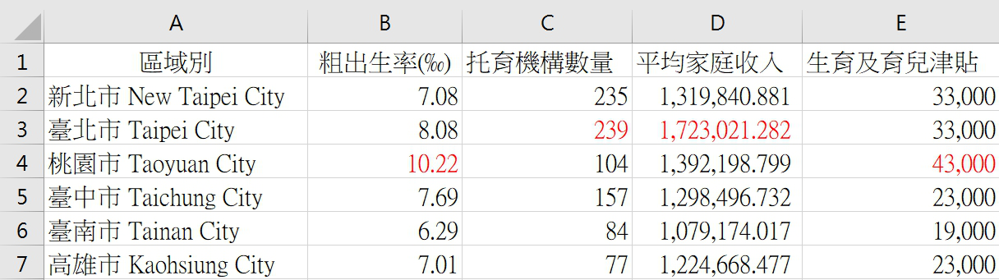 A B C D E
1 區域別 粗出生率(‰) 托育機構數量 平均家庭收入 生育及育兒津貼
2 新北市 New Taipei City 7.08 235 1,319,840.881 33,000
3 臺北市 Taipei City 8.08 239 1,723,021.282 33,000
4 桃園市 Taoyuan City 10.22 104 1,392,198.799 43,000
5 臺中市 Taichung City 7.69 157 1,298,496.732 23,000
6 臺南市 Tainan City 6.29 84 1,079,174.017 19,000
7 高雄市 Kaohsiung City 7.01 77 1,224,668.477 23,000